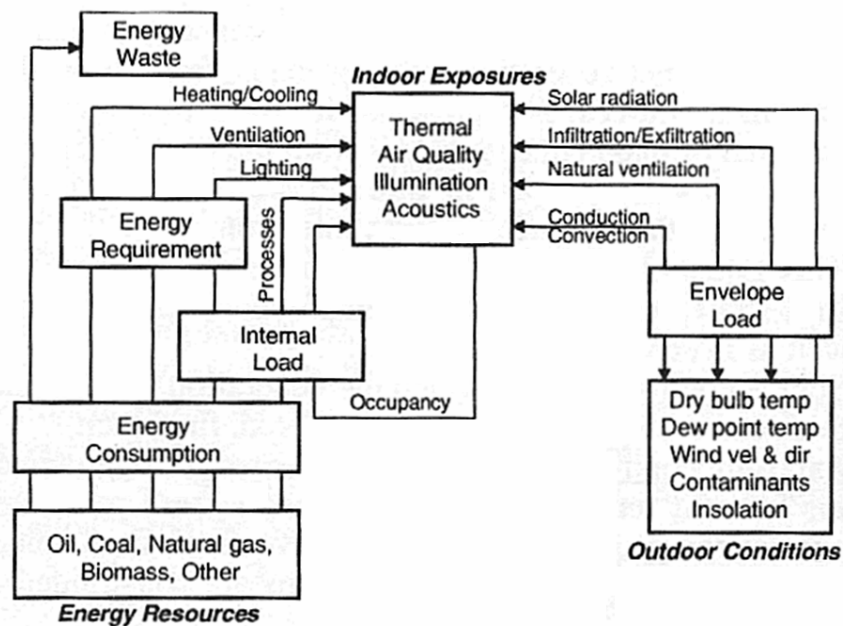 Energy
Waste
Indoor Exposures
Heating/Cooling
Ventilation
Lighting
Thermal
Air Quality
Illumination
Acoustics
Solar radiation
Infiltration/Exfiltration
Natural ventilation
Conduction
Convection
Energy
Requirement
Processes
Internal
Load
Envelope
Load
Occupancy
Energy
Consumption
Dry bulb temp
Dew point temp
Wind vel & dir
Contaminants
Insolation
Outdoor Conditions
Oil, Coal, Natural gas,
Biomass, Other
Energy Resources